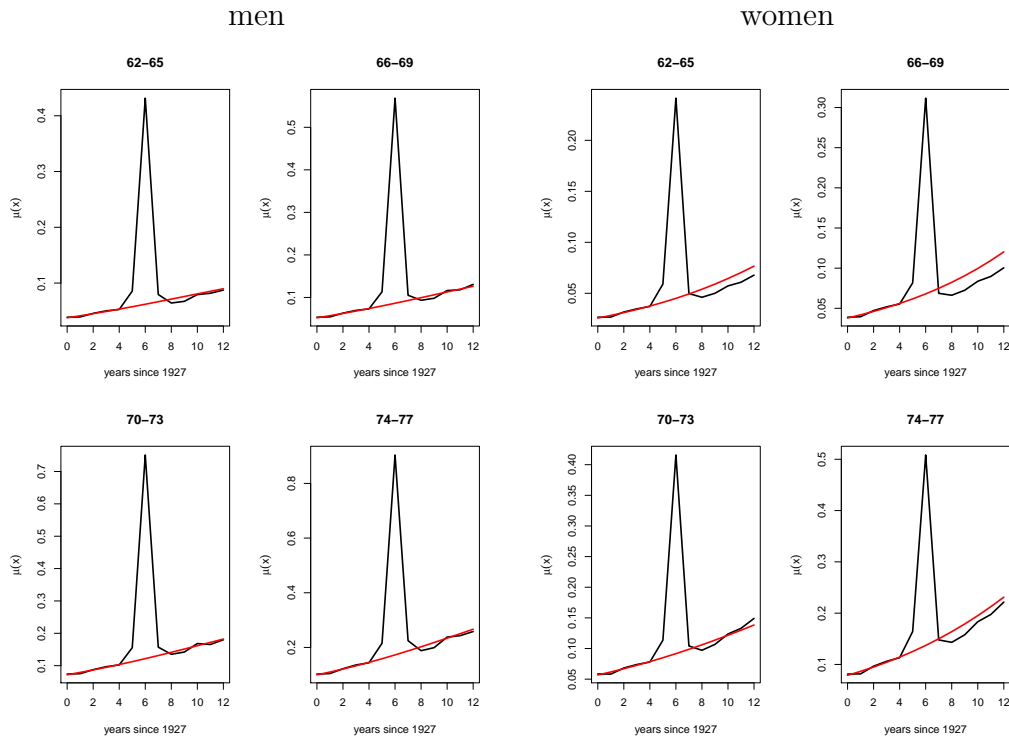 men
women
62–65
66–69
62–65
66–69
μ(x)
0.1 0.2 0.3 0.4
0 2 4 6 8 10 12
years since 1927
μ(x)
0.1 0.2 0.3 0.4 0.5
0 2 4 6 8 10 12
years since 1927
μ(x)
0.05 0.10 0.15 0.20
0 2 4 6 8 10 12
years since 1927
μ(x)
0.05 0.10 0.15 0.20 0.25 0.30
0 2 4 6 8 10 12
years since 1927
70–73
74–77
70–73
74–77
μ(x)
0.1 0.2 0.3 0.4 0.5 0.6 0.7
0 2 4 6 8 10 12
years since 1927
μ(x)
0.2 0.4 0.6 0.8
0 2 4 6 8 10 12
years since 1927
μ(x)
0.05 0.10 0.15 0.20 0.25 0.30 0.35 0.40
0 2 4 6 8 10 12
years since 1927
μ(x)
0.1 0.2 0.3 0.4 0.5
0 2 4 6 8 10 12
years since 1927